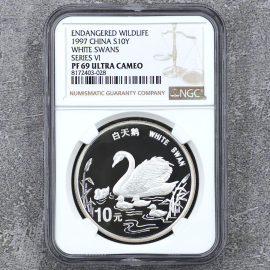 ENDANGERED WILDLIFE
1997 CHINA S10Y
WHITE SWANS
SERIES VI
PF 69 ULTRA CAMEO
8172403-028
NUMISMATIC GUARANTY COMPANY
NGC
白天鹅 WHITE SWAN
10元